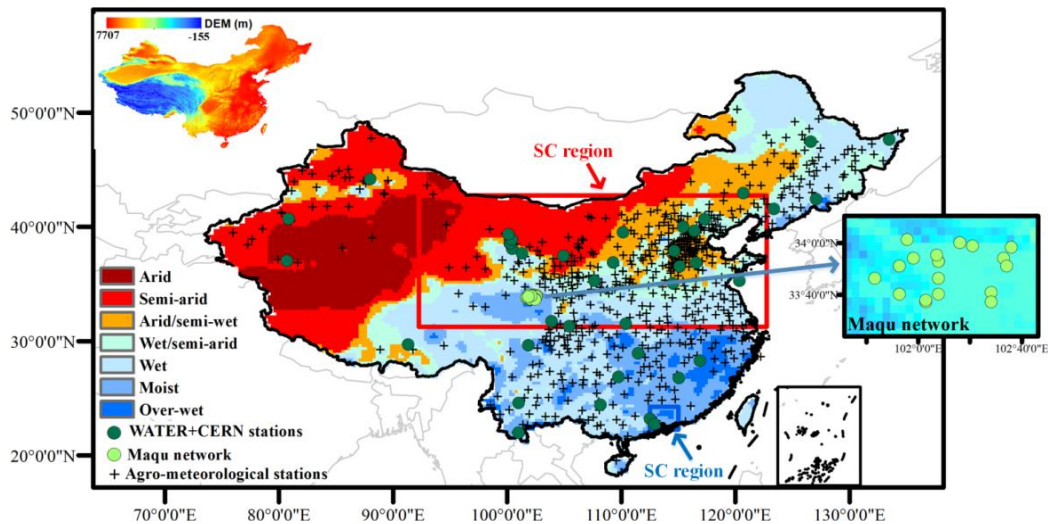 DEM (m)
7707
-155
50°0'0"N
40°0'0"N
30°0'0"N
20°0'0"N
SC region
Arid
Semi-arid
Arid/semi-wet
Wet/semi-arid
Wet
Moist
Over-wet
WATER+CERN stations
Maqu network
Agro-meteorological stations
SC region
34°0'0"N
33°40'0"N
Maqu network
102°0'0"E
102°40'0"E
70°0'0"E
80°0'0"E
90°0'0"E
100°0'0"E
110°0'0"E
120°0'0"E
130°0'0"E